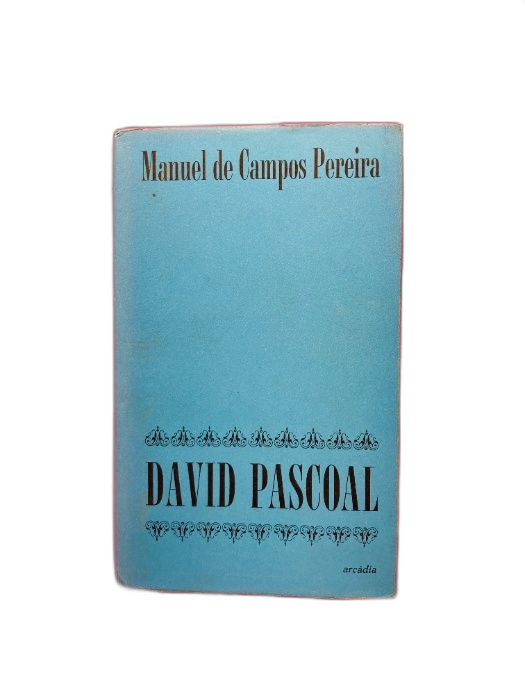 Manuel de Campos Pereira
DAVID PASCOAL
arcádia